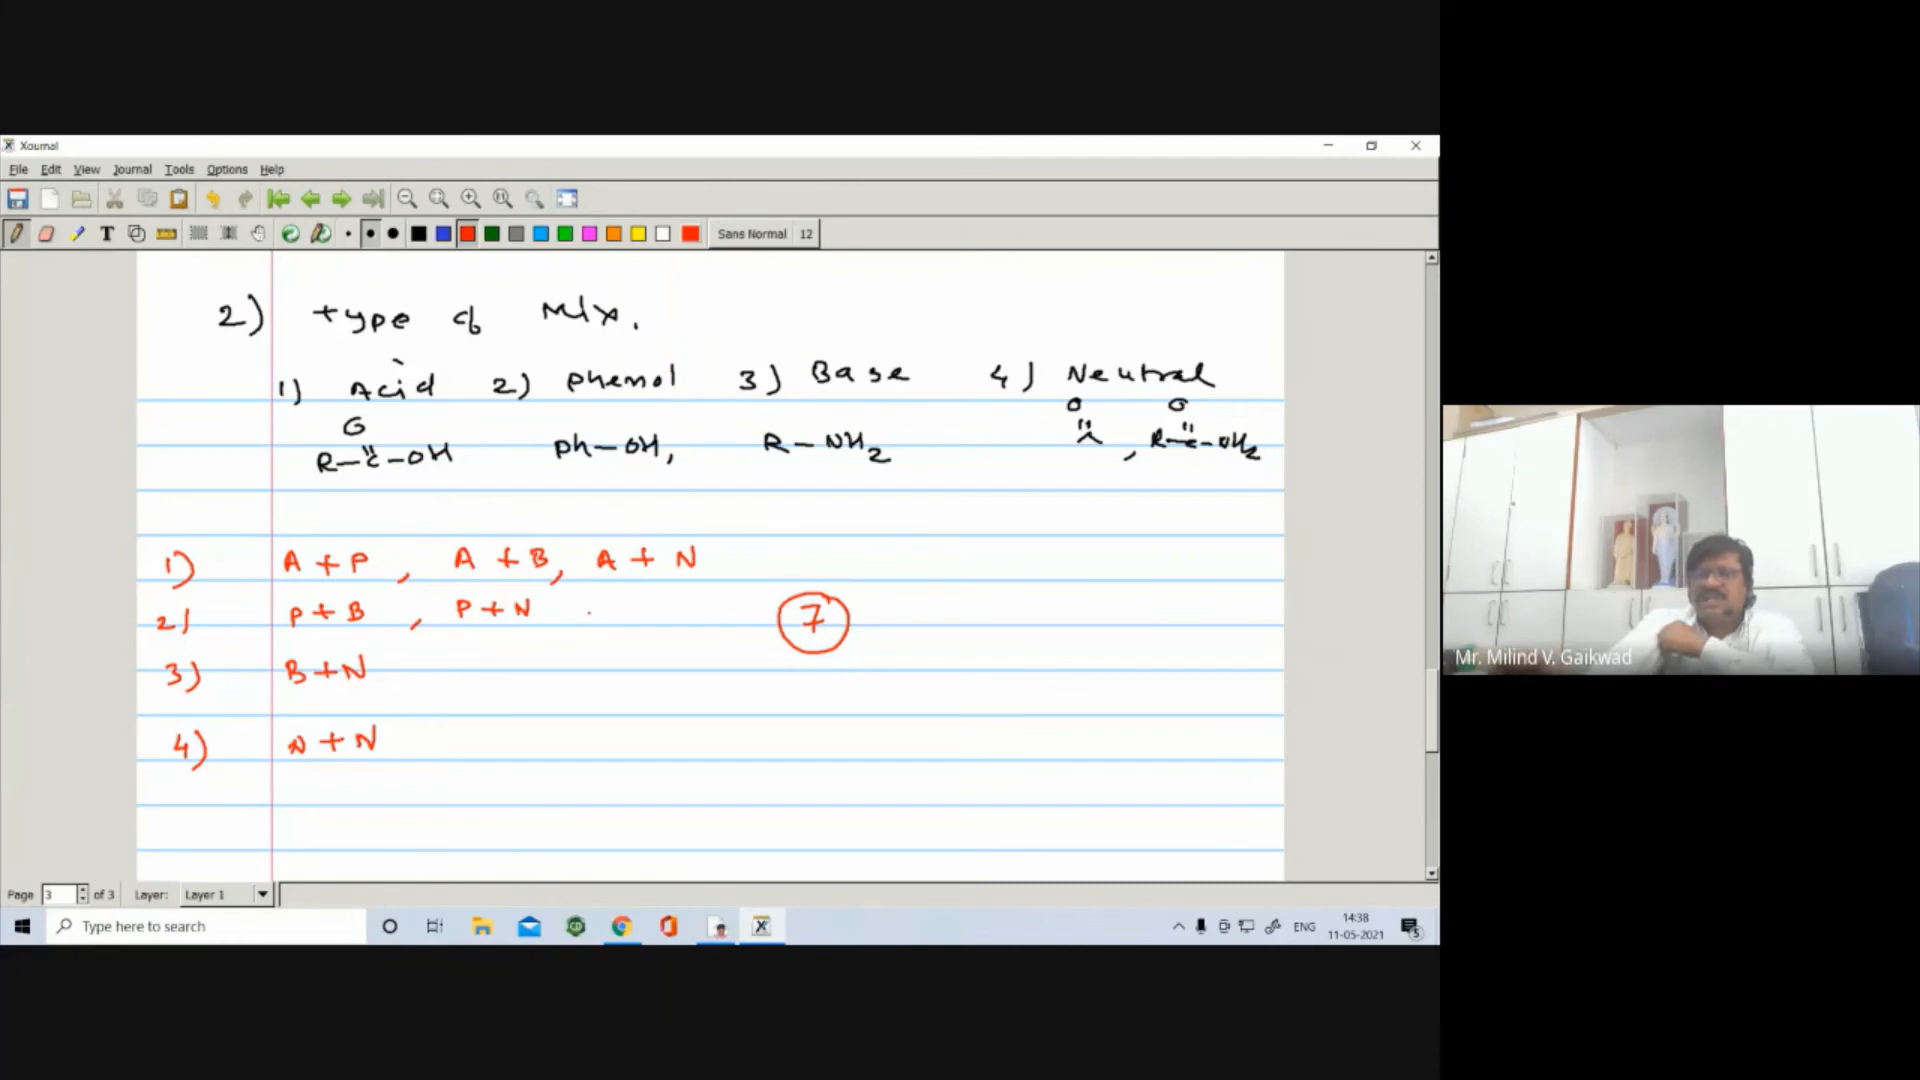 Xournal
File Edit View Journal Tools Options Help
Sans Normal 12
2) type of Mix.
1) Acid 2) phenol 3) Base 4) Neutral
O O O
R-C-OH Ph-OH, R-NH2 , R-C-NH2
1) A + P , A + B, A + N
2) P + B , P + N 7
3) B + N
4) N + N
Mr. Milind V. Gaikwad
Page 3 of 3 Layer: Layer 1
Type here to search ENG 14:38
11-05-2021 5